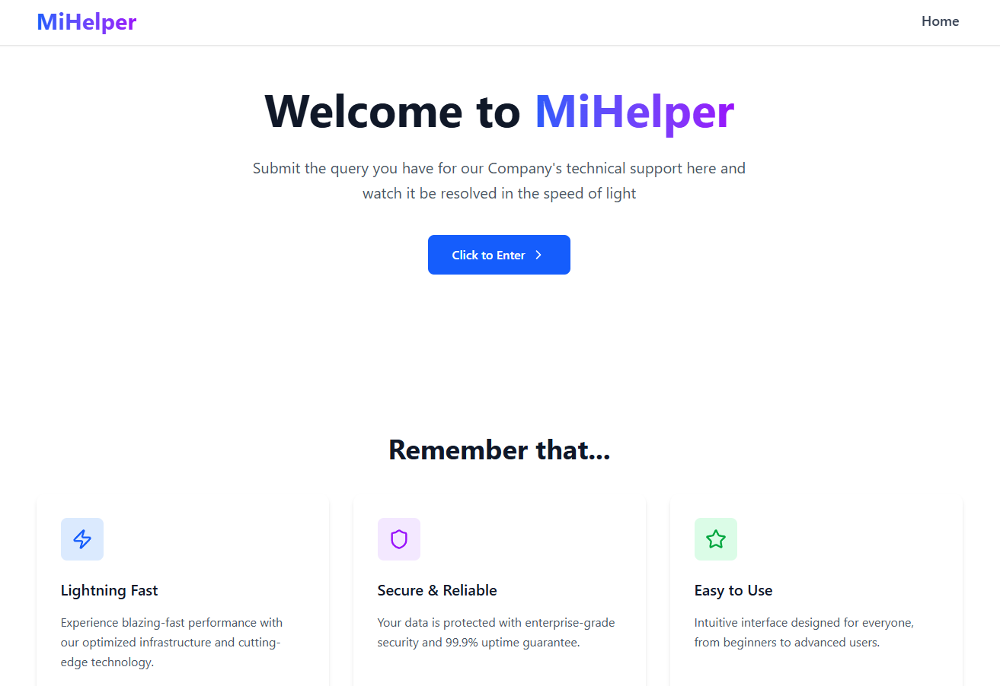 MiHelper
Home
Welcome to MiHelper
Submit the query you have for our Company's technical support here and
watch it be resolved in the speed of light
Click to Enter
Remember that...
Lightning Fast
Experience blazing-fast performance with
our optimized infrastructure and cutting-
edge technology.
Secure & Reliable
Your data is protected with enterprise-grade
security and 99.9% uptime guarantee.
Easy to Use
Intuitive interface designed for everyone,
from beginners to advanced users.